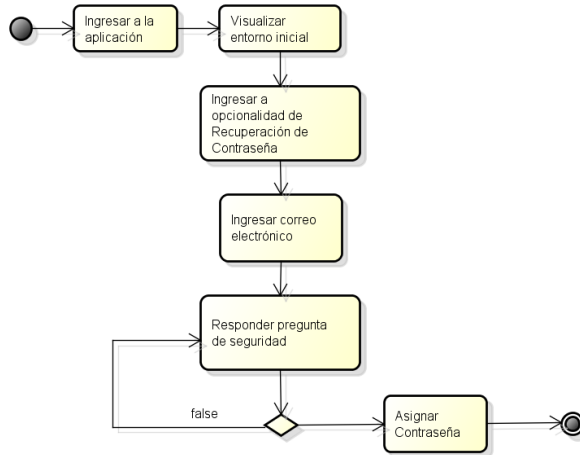 Ingresar a la
aplicación
Visualizar
entorno inicial
Ingresar a
opcionalidad de
Recuperación de
Contraseña
Ingresar correo
electrónico
Responder pregunta
de seguridad
false
Asignar
Contraseña